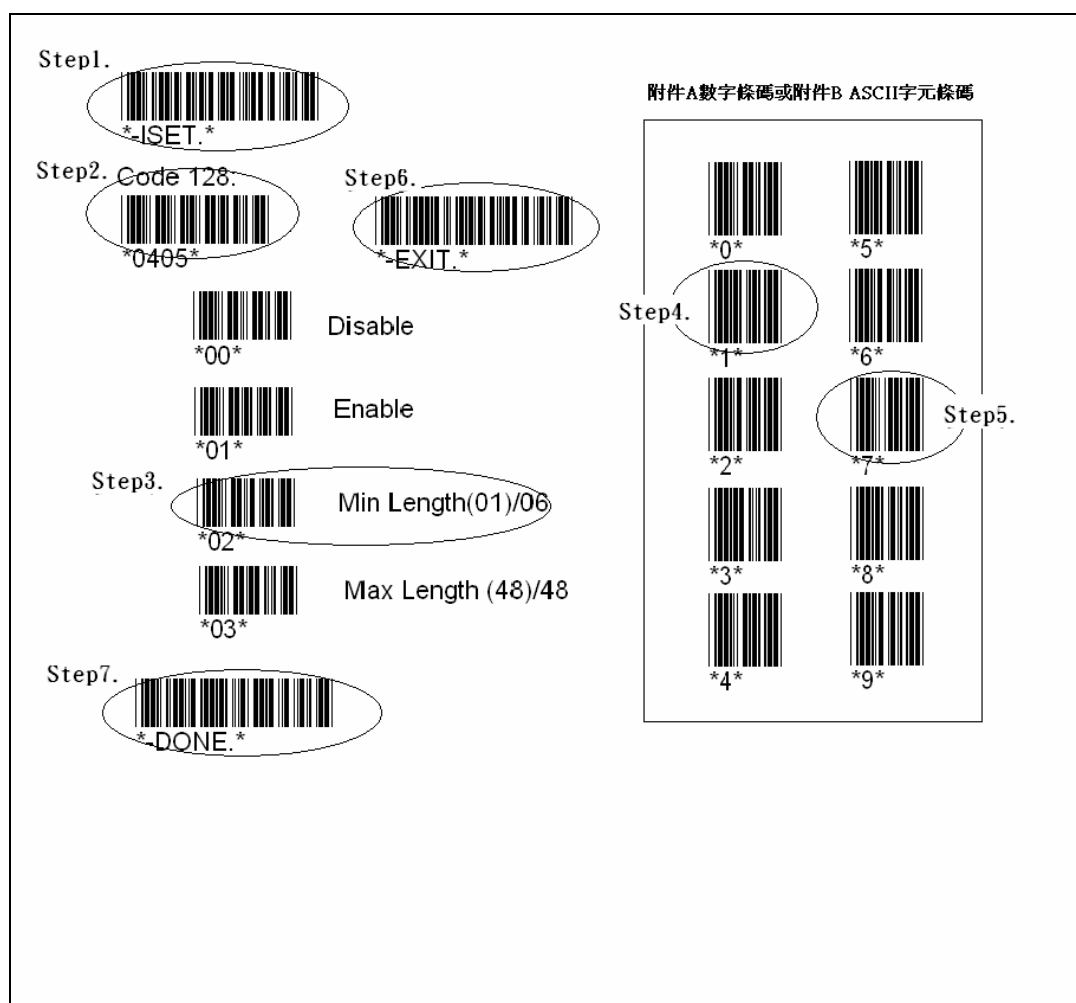 Step1.
*-ISET.*
Step2. Code 128:
*0405*
Step6.
*-EXIT.*
*00* Disable
*01* Enable
Step3.
*02* Min Length(01)/06
*03* Max Length (48)/48
Step7.
*-DONE.*
附件A數字條碼或附件B ASCII字元條碼
*0* *5*
Step4.
*1* *6*
Step5.
*2* *7*
*3* *8*
*4* *9*